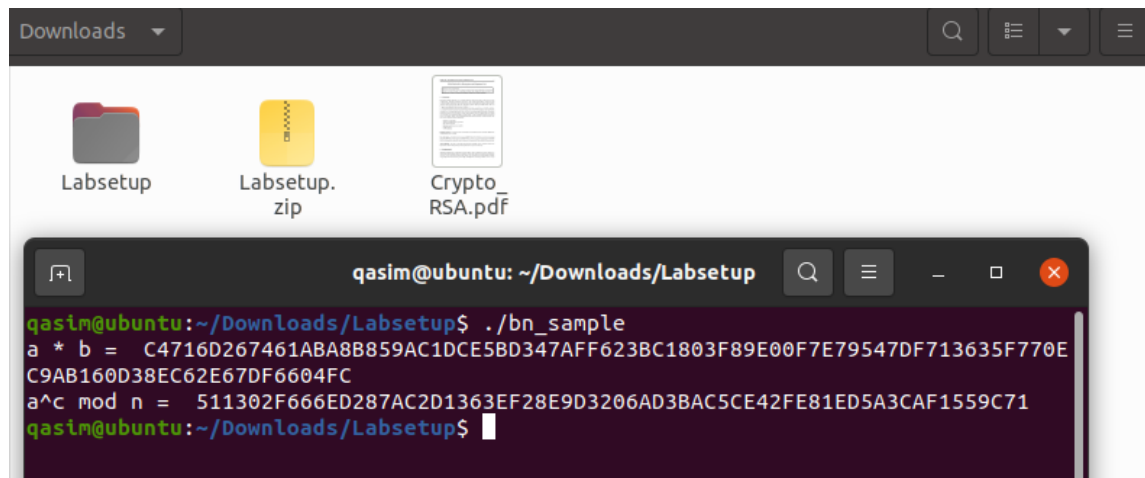 Downloads
Labsetup
Labsetup.
zip
Crypto_
RSA.pdf
qasim@ubuntu: ~/Downloads/Labsetup
qasim@ubuntu:~/Downloads/Labsetup$ ./bn_sample
a * b =  C4716D267461ABA8B859AC1DCE5BD347AFF623BC1803F89E00F7E79547DF713635F770E
C9AB160D38EC62E67DF6604FC
a^c mod n =  511302F666ED287AC2D1363EF28E9D3206AD3BAC5CE42FE81ED5A3CAF1559C71
qasim@ubuntu:~/Downloads/Labsetup$